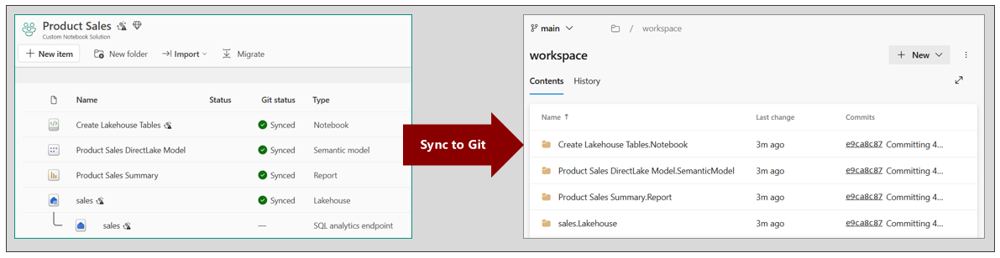 Product Sales
Custom Notebook Solution
New item New folder Import Migrate
Name Status Git status Type
Create Lakehouse Tables Synced Notebook
Product Sales DirectLake Model Synced Semantic model
Product Sales Summary Synced Report
sales Synced Lakehouse
sales — SQL analytics endpoint
Sync to Git
main / workspace
workspace
New
Contents History
Name ↑ Last change Commits
Create Lakehouse Tables.Notebook 3m ago e9ca8c87 Committing 4...
Product Sales DirectLake Model.SemanticModel 3m ago e9ca8c87 Committing 4...
Product Sales Summary.Report 3m ago e9ca8c87 Committing 4...
sales.Lakehouse 3m ago e9ca8c87 Committing 4...